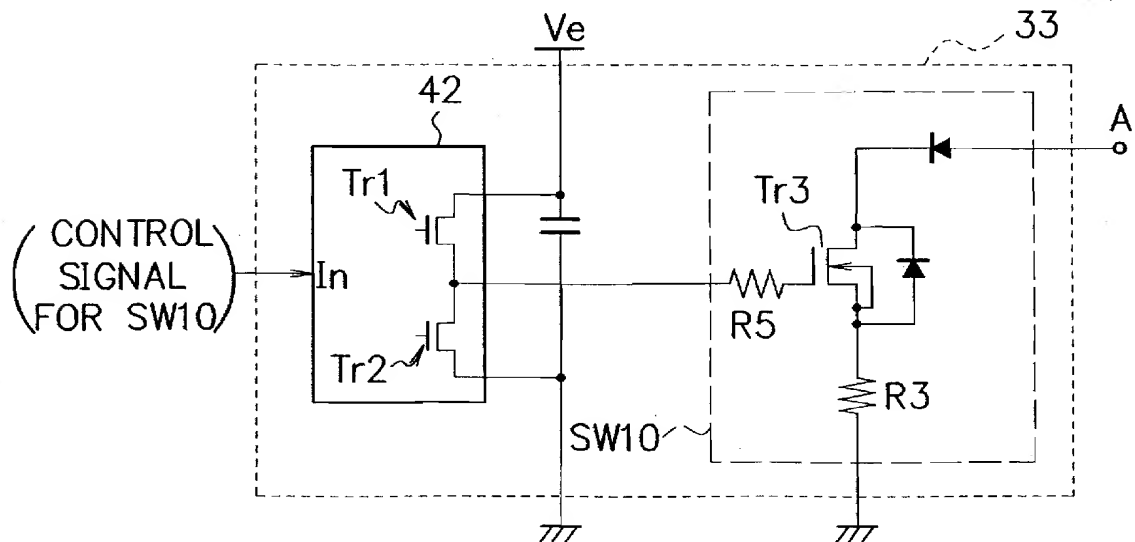 33
Ve
42
A
Tr1
Tr3
(CONTROL
SIGNAL
FOR SW10)
In
R5
Tr2
R3
SW10